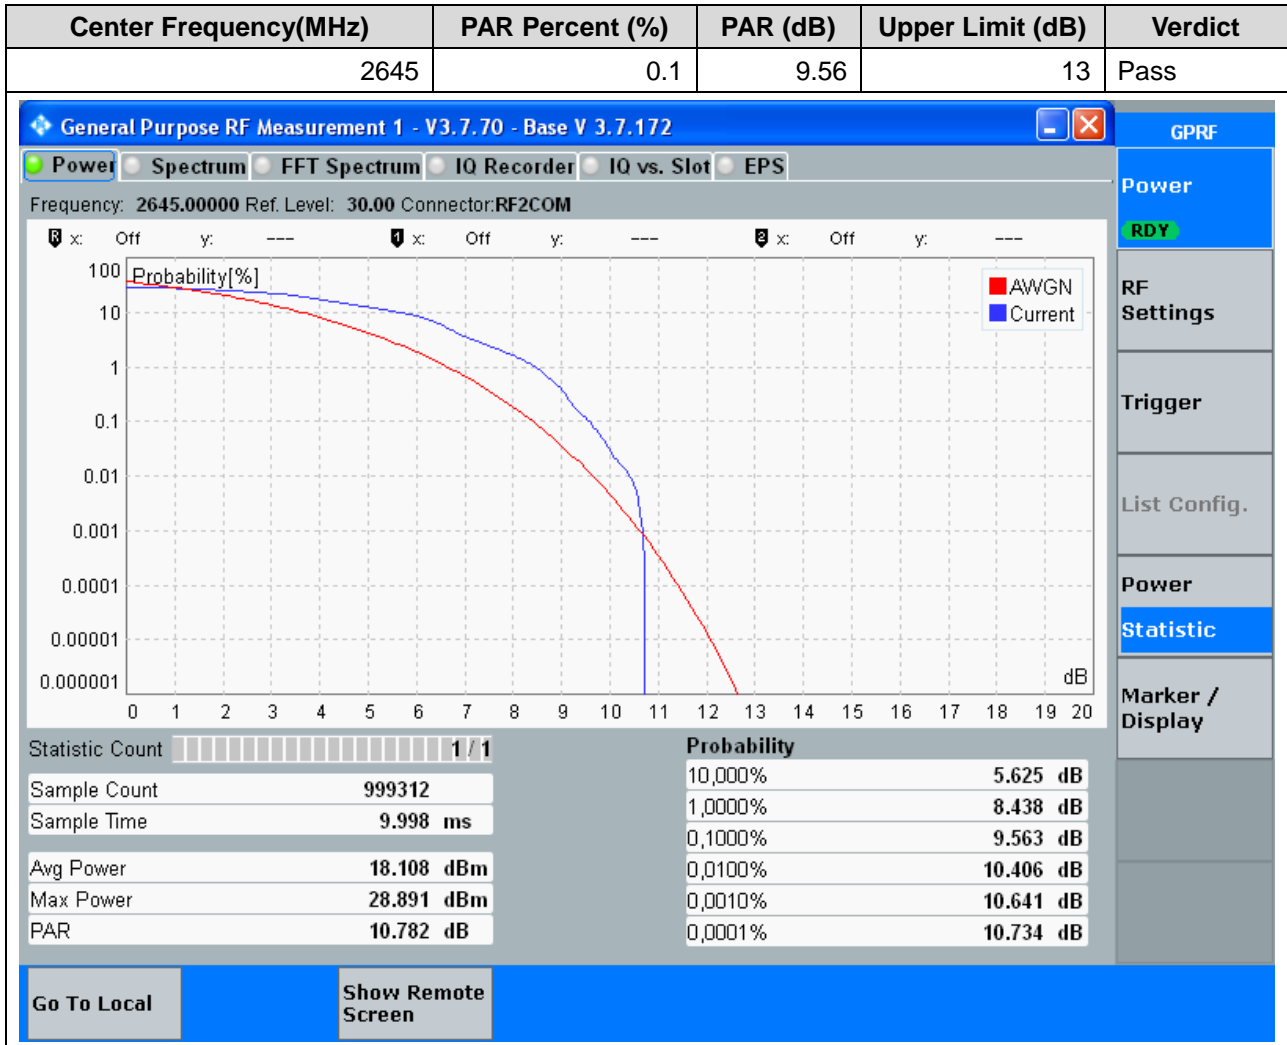 Center Frequency(MHz) PAR Percent (%) PAR (dB) Upper Limit (dB) Verdict
2645 0.1 9.56 13 Pass
General Purpose RF Measurement 1 - V3.7.70 - Base V 3.7.172
GPRF
Power Spectrum FFT Spectrum IQ Recorder IQ vs. Slot EPS
Power
RDY
Frequency: 2645.00000 Ref. Level: 30.00 Connector:RF2COM
R x: Off y: --- 1 x: Off y: --- 2 x: Off y: ---
Probability[%]
AWGN
Current
100
10
1
0.1
0.01
0.001
0.0001
0.00001
0.000001
dB
0 1 2 3 4 5 6 7 8 9 10 11 12 13 14 15 16 17 18 19 20
RF
Settings
Trigger
List Config.
Power
Statistic
Marker /
Display
Statistic Count 1 / 1
Sample Count 999312
Sample Time 9.998 ms
Avg Power 18.108 dBm
Max Power 28.891 dBm
PAR 10.782 dB
Probability
10,000% 5.625 dB
1,0000% 8.438 dB
0,1000% 9.563 dB
0,0100% 10.406 dB
0,0010% 10.641 dB
0,0001% 10.734 dB
Go To Local
Show Remote
Screen